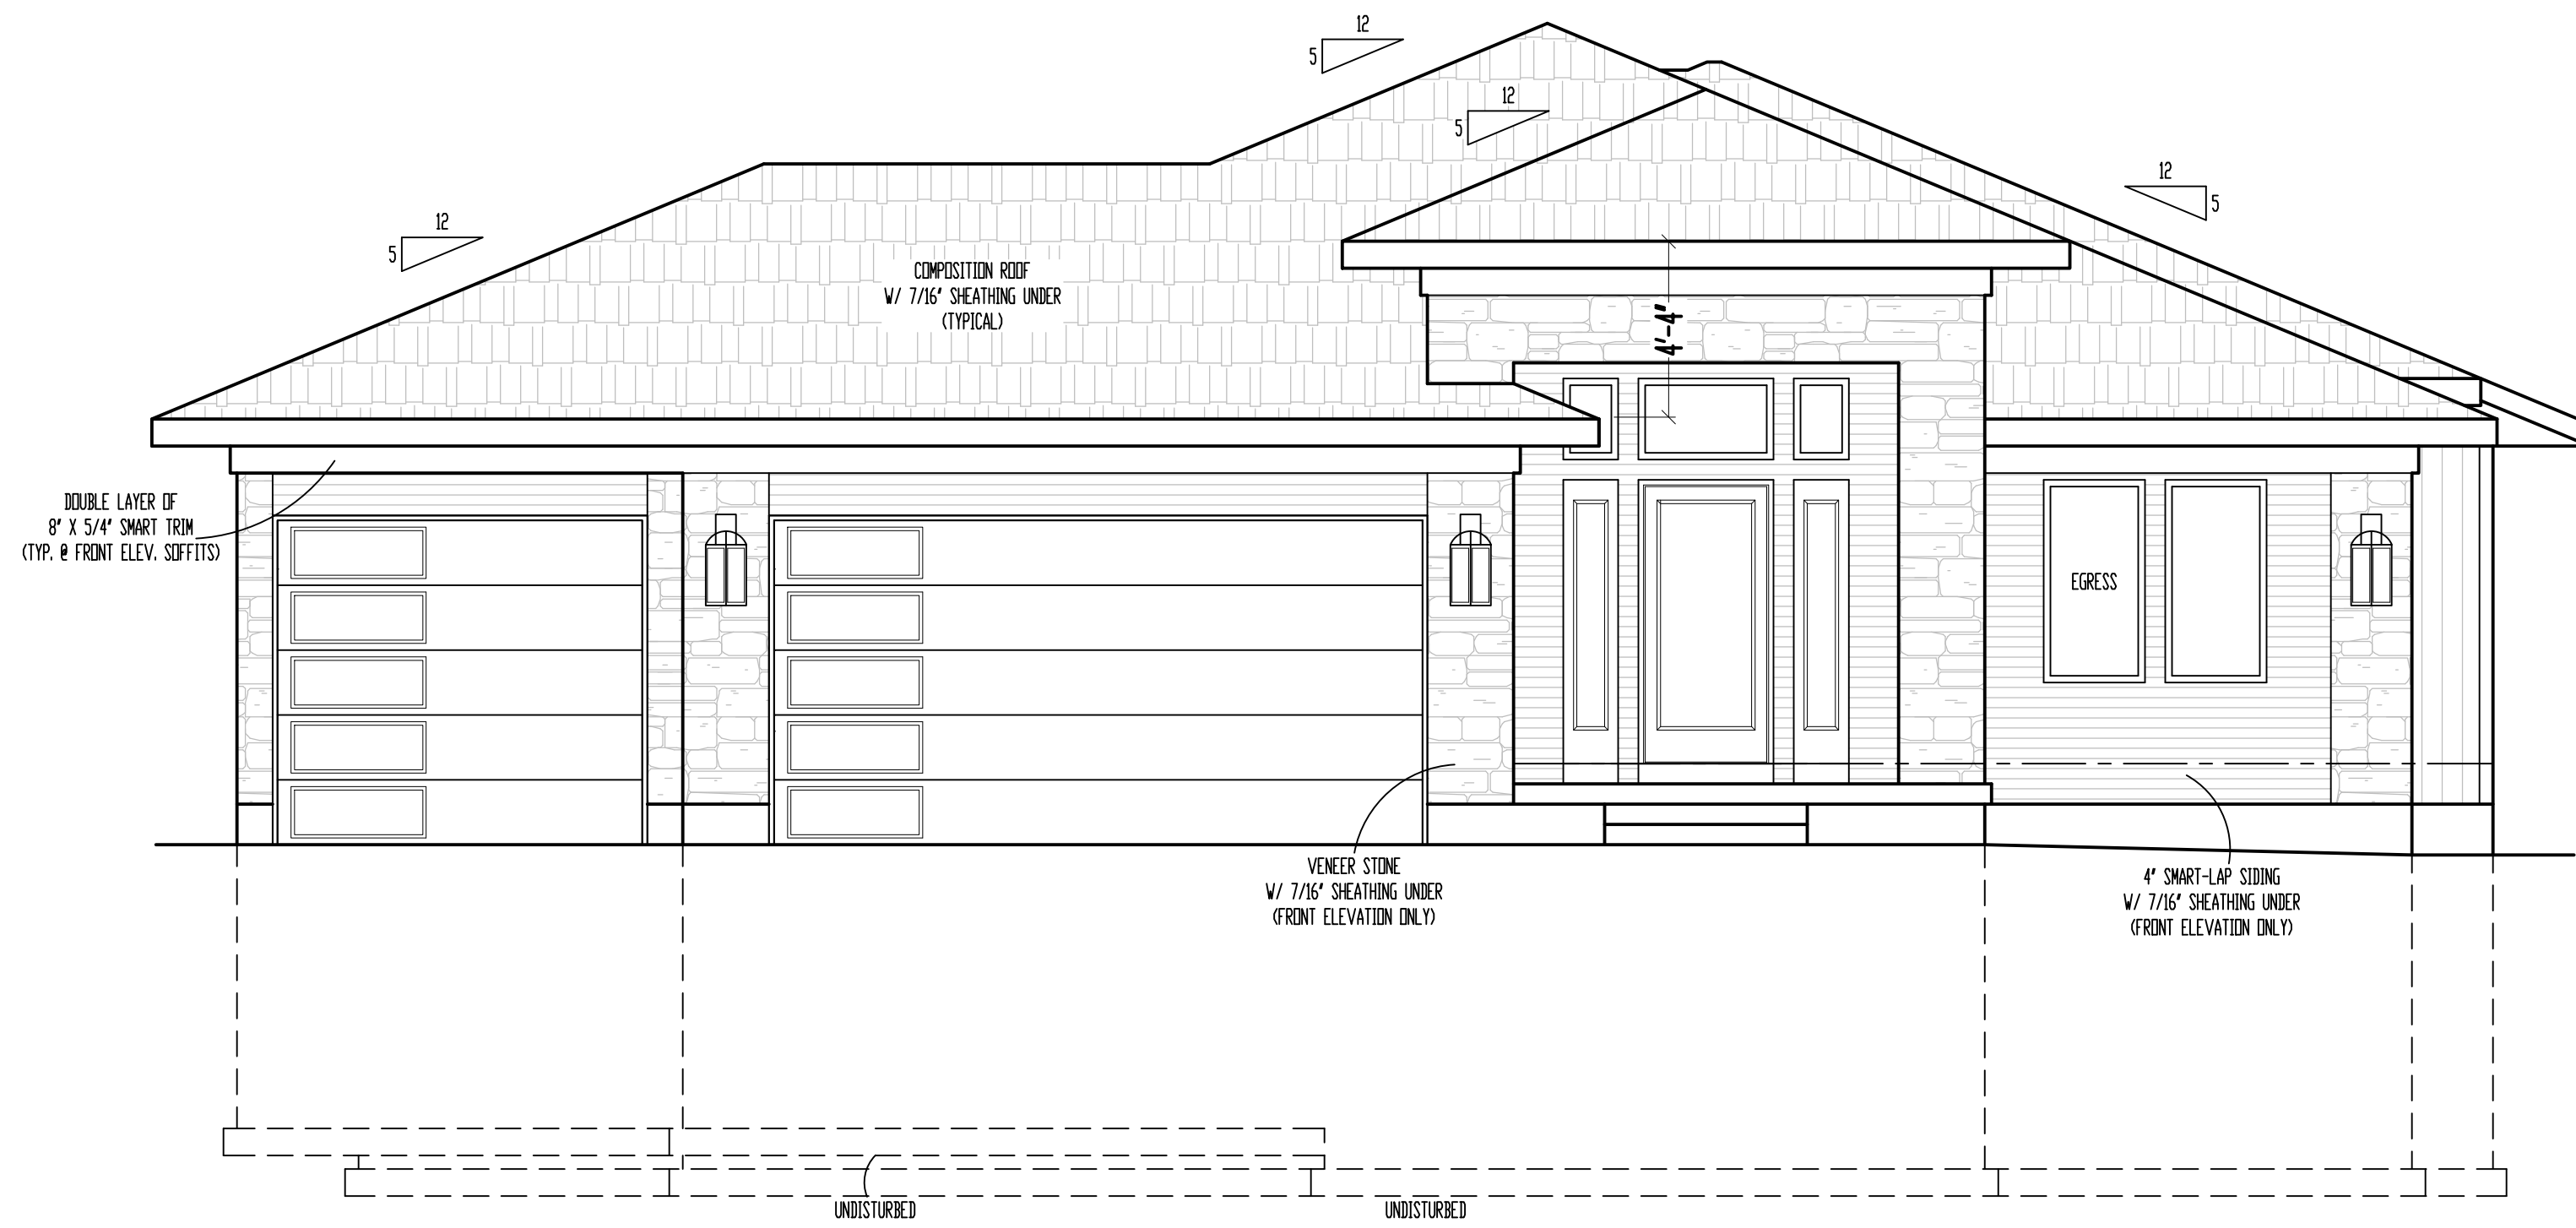 12
5
12
5
12
5
12
5
COMPOSITION ROOF
W/ 7/16" SHEATHING UNDER
(TYPICAL)
4'-4"
DOUBLE LAYER OF
8" X 5/4" SMART TRIM
(TYP. @ FRONT ELEV. SOFFITS)
EGRESS
VENEER STONE
W/ 7/16" SHEATHING UNDER
(FRONT ELEVATION ONLY)
4" SMART-LAP SIDING
W/ 7/16" SHEATHING UNDER
(FRONT ELEVATION ONLY)
UNDISTURBED
UNDISTURBED